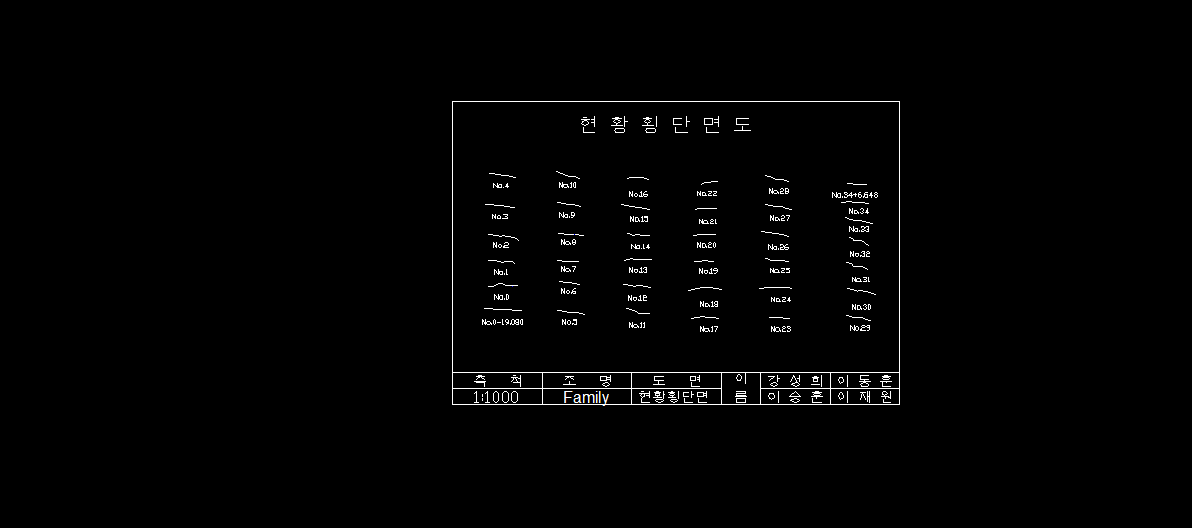 현 황 횡 단 면 도
No.4 No.10 No.16 No.22 No.28 No.34+6.648
No.3 No.9 No.15 No.21 No.27 No.34
No.33
No.2 No.8 No.14 No.20 No.26 No.32
No.1 No.7 No.13 No.19 No.25 No.31
No.0 No.6 No.12 No.18 No.24 No.30
No.0-19.080 No.5 No.11 No.17 No.23 No.29
축 척 조 명 도 면 이 강 성 희 이 동 훈
1:1000 Family 현황횡단면 름 이 승 훈 이 재 원